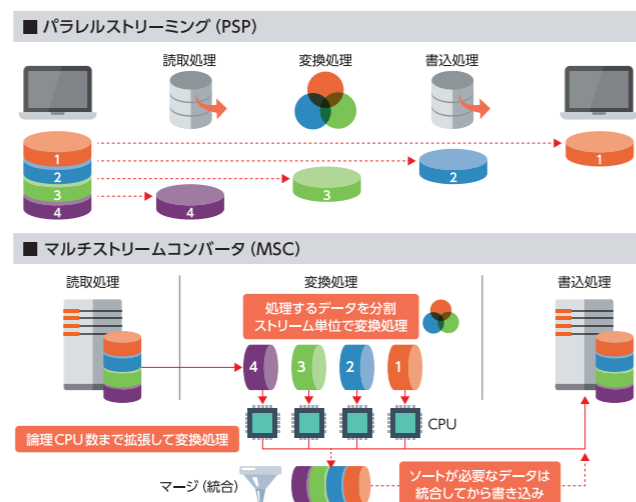 ■ パラレルストリーミング（PSP）
読取処理
変換処理
書込処理
1
2
3
4
4
3
2
1
■ マルチストリームコンバータ（MSC）
読取処理
変換処理
書込処理
処理するデータを分割
ストリーム単位で変換処理
4
3
2
1
CPU
論理CPU数まで拡張して変換処理
マージ（統合）
ソートが必要なデータは
統合してから書き込み